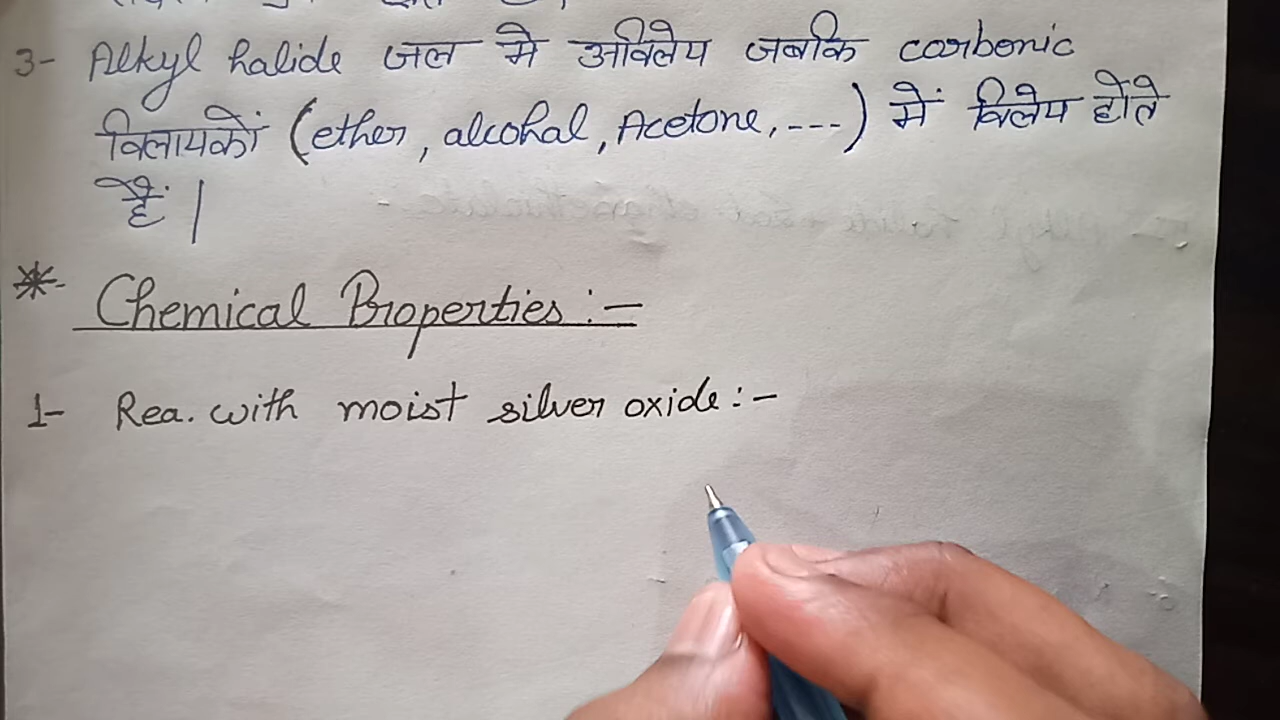 3- Alkyl halide जल मे अविलेय जबकि carbonic
विलायकों (ether, alcohal, Acetone, ---) में विलेय होते
हैं |
*- Chemical Properties :-
1- Rea. with moist silver oxide :-